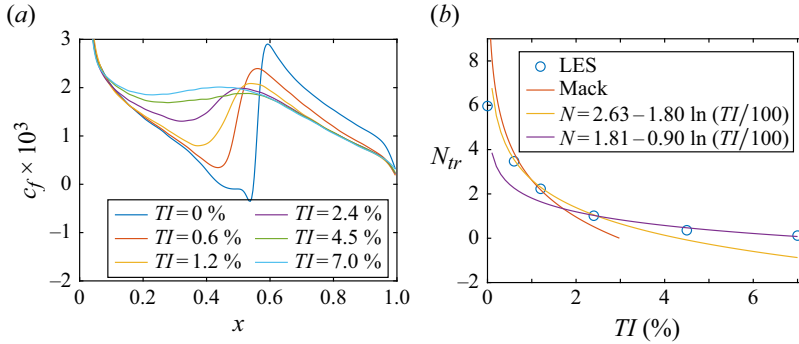 (a)
3
2
1
0
−1
−2
c_f × 10^3
TI = 0 %
TI = 0.6 %
TI = 1.2 %
TI = 2.4 %
TI = 4.5 %
TI = 7.0 %
0 0.2 0.4 0.6 0.8 1.0
x
(b)
8
6
4
2
0
−2
N_tr
LES
Mack
N = 2.63 – 1.80 ln (TI/100)
N = 1.81 – 0.90 ln (TI/100)
0 2 4 6
TI (%)